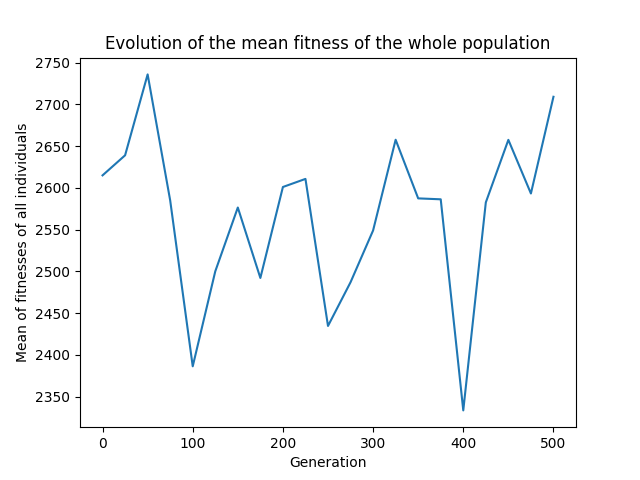 Evolution of the mean fitness of the whole population
Mean of fitnesses of all individuals
2750
2700
2650
2600
2550
2500
2450
2400
2350
0 100 200 300 400 500
Generation